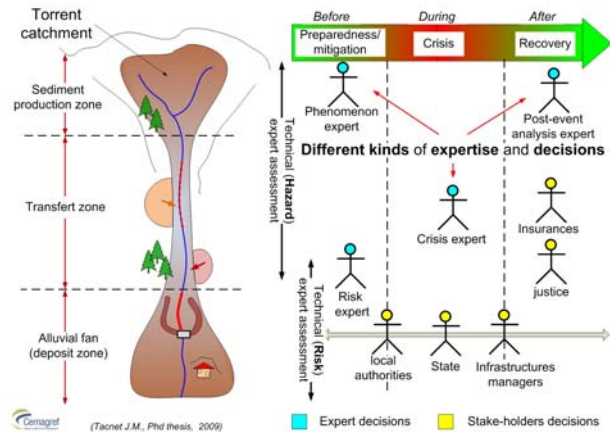 Torrent
catchment
Sediment
production zone
Transfert zone
Alluvial fan
(deposit zone)
Cemagref
(Tacnet J.M., Phd thesis, 2009)
Before
During
After
Preparedness/
mitigation
Crisis
Recovery
Phenomenon
expert
Post-event
analysis expert
Different kinds of expertise and decisions
Technical (Hazard)
expert assessment
Crisis expert
Insurances
justice
Risk
expert
Technical (Risk)
expert assessment
local
authorities
State
Infrastructures
managers
Expert decisions
Stake-holders decisions